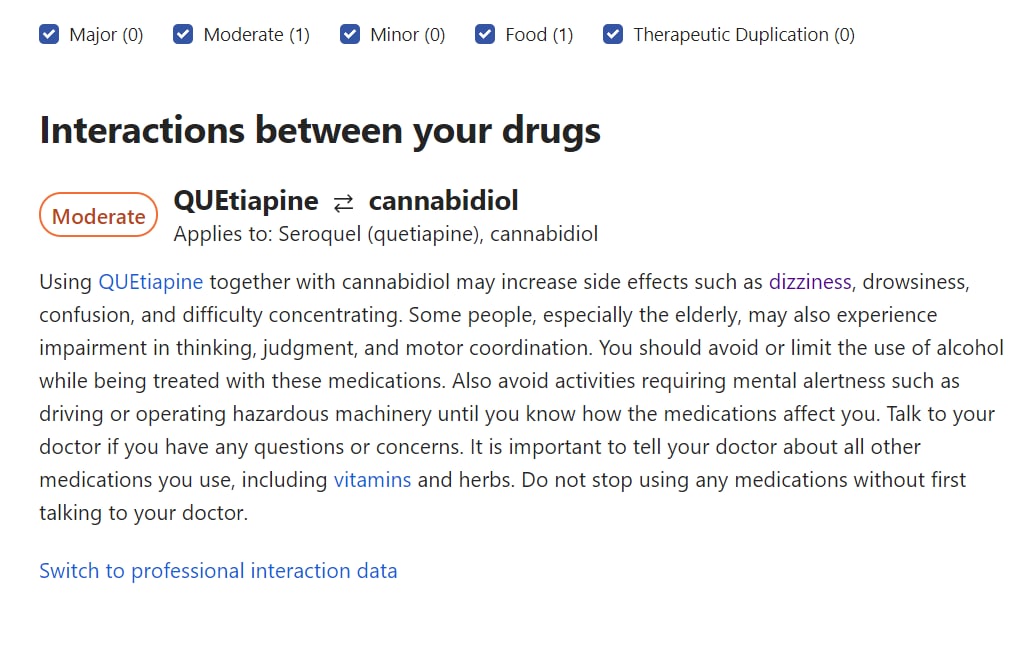 Major (0) Moderate (1) Minor (0) Food (1) Therapeutic Duplication (0)
Interactions between your drugs
Moderate
QUEtiapine ⇄ cannabidiol
Applies to: Seroquel (quetiapine), cannabidiol
Using QUEtiapine together with cannabidiol may increase side effects such as dizziness, drowsiness,
confusion, and difficulty concentrating. Some people, especially the elderly, may also experience
impairment in thinking, judgment, and motor coordination. You should avoid or limit the use of alcohol
while being treated with these medications. Also avoid activities requiring mental alertness such as
driving or operating hazardous machinery until you know how the medications affect you. Talk to your
doctor if you have any questions or concerns. It is important to tell your doctor about all other
medications you use, including vitamins and herbs. Do not stop using any medications without first
talking to your doctor.
Switch to professional interaction data